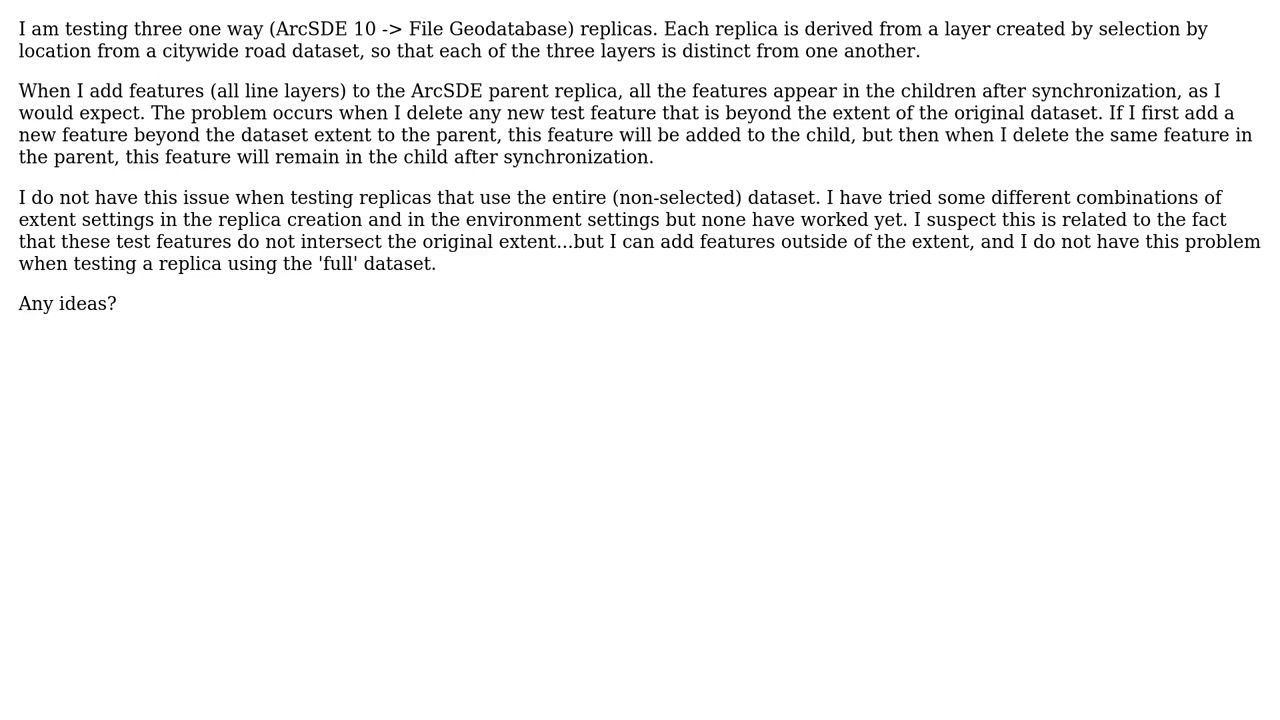 I am testing three one way (ArcSDE 10 -> File Geodatabase) replicas. Each replica is derived from a layer created by selection by
location from a citywide road dataset, so that each of the three layers is distinct from one another.
When I add features (all line layers) to the ArcSDE parent replica, all the features appear in the children after synchronization, as I
would expect. The problem occurs when I delete any new test feature that is beyond the extent of the original dataset. If I first add a
new feature beyond the dataset extent to the parent, this feature will be added to the child, but then when I delete the same feature in
the parent, this feature will remain in the child after synchronization.
I do not have this issue when testing replicas that use the entire (non-selected) dataset. I have tried some different combinations of
extent settings in the replica creation and in the environment settings but none have worked yet. I suspect this is related to the fact
that these test features do not intersect the original extent...but I can add features outside of the extent, and I do not have this problem
when testing a replica using the 'full' dataset.
Any ideas?